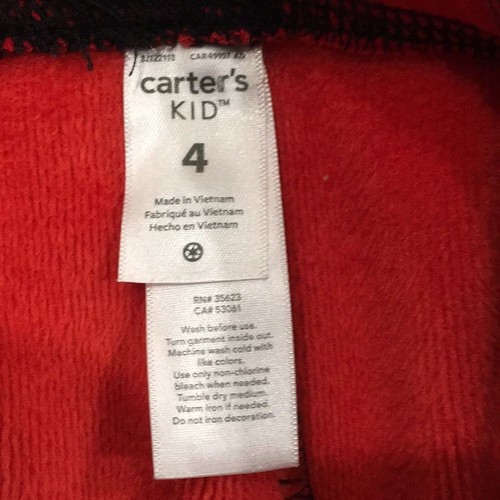 carter's
KID™
4
Made in Vietnam
Fabriqué au Vietnam
Hecho en Vietnam
RN# 35623
CA# 53061
Wash before use.
Turn garment inside out.
Machine wash cold with
like colors.
Use only non-chlorine
bleach when needed.
Tumble dry medium.
Warm iron if needed.
Do not iron decoration.